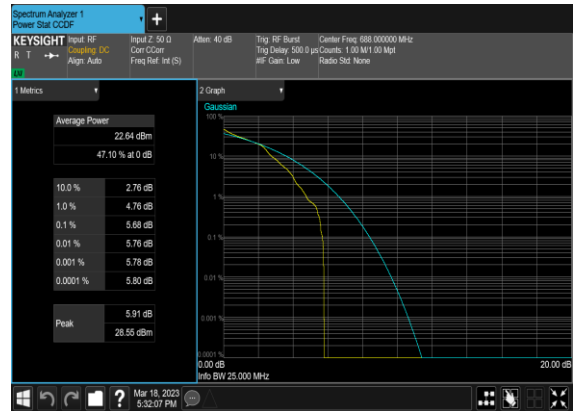 Spectrum Analyzer 1
Power Stat CCDF
+
KEYSIGHT Input: RF Input Z: 50 Ω Atten: 40 dB Trig: RF Burst Center Freq: 688.000000 MHz
R T Coupling: DC Corr CCorr Trig Delay: 500.0 µs Counts: 1.00 M/1.00 Mpt
Align: Auto Freq Ref: Int (S) #IF Gain: Low Radio Std: None
1 Metrics
2 Graph
Average Power
22.64 dBm
47.10 % at 0 dB
10.0 % 2.76 dB
1.0 % 4.76 dB
0.1 % 5.68 dB
0.01 % 5.76 dB
0.001 % 5.78 dB
0.0001 % 5.80 dB
Peak
5.91 dB
28.55 dBm
Gaussian
100 %
10 %
1 %
0.1 %
0.01 %
0.001 %
0.0001 %
0.00 dB 20.00 dB
Info BW 25.000 MHz
? Mar 18, 2023
5:32:07 PM